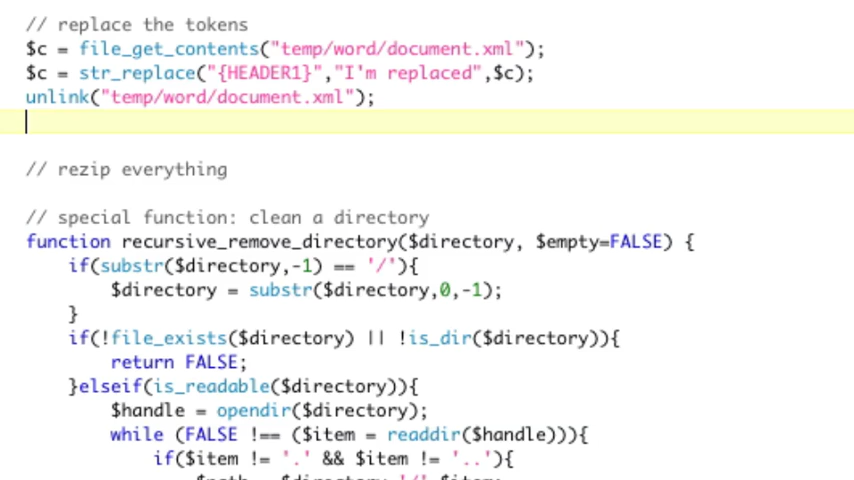 // replace the tokens
$c = file_get_contents("temp/word/document.xml");
$c = str_replace("{HEADER1}","I'm replaced",$c);
unlink("temp/word/document.xml");
// rezip everything
// special function: clean a directory
function recursive_remove_directory($directory, $empty=FALSE) {
if(substr($directory,-1) == '/'){
$directory = substr($directory,0,-1);
}
if(!file_exists($directory) || !is_dir($directory)){
return FALSE;
}elseif(is_readable($directory)){
$handle = opendir($directory);
while (FALSE !== ($item = readdir($handle))){
if($item != '.' && $item != '..'){